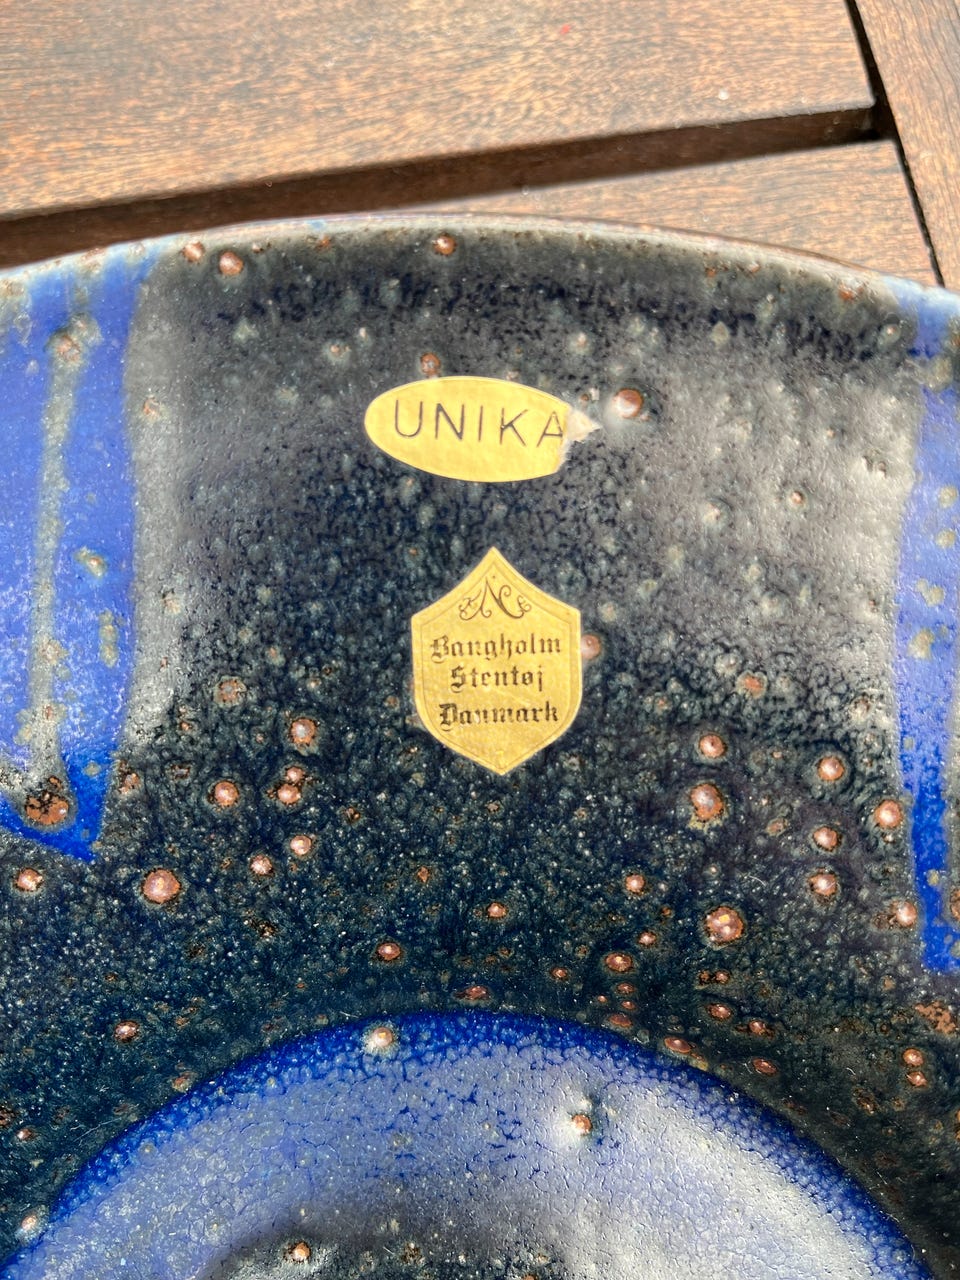 UNIKA
Bangholm
Stentøj
Danmark